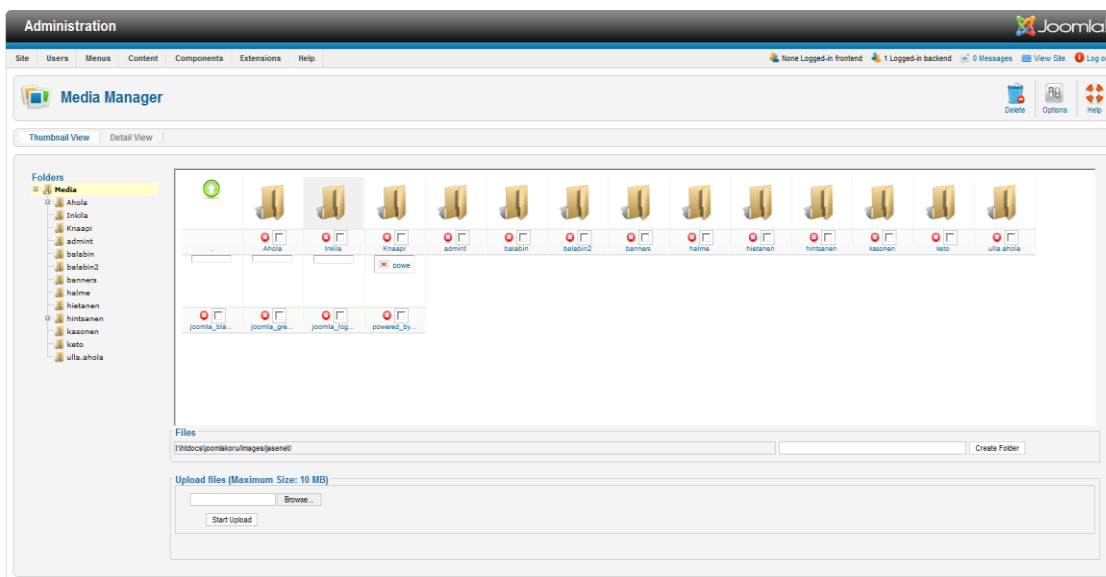 Administration
Joomla!
Site Users Menus Content Components Extensions Help
None Logged-in frontend 1 Logged-in backend 0 Messages View Site Log o
Media Manager
Delete Options Help
Thumbnail View Detail View
Folders
Media
Ahola
Inkila
Knaapi
admint
balabin
balabin2
banners
halme
hietanen
hintsanen
kasonen
keto
ulla.ahola
..
Ahola Inkila Knaapi admint balabin balabin2 banners halme hietanen hintsanen kasonen keto ulla.ahola
powe
joomla_bla... joomla_gre... joomla_log... powered_by...
Files
t:\htdocs\joomlakoru/images/jasenet/
Create Folder
Upload files (Maximum Size: 10 MB)
Browse...
Start Upload